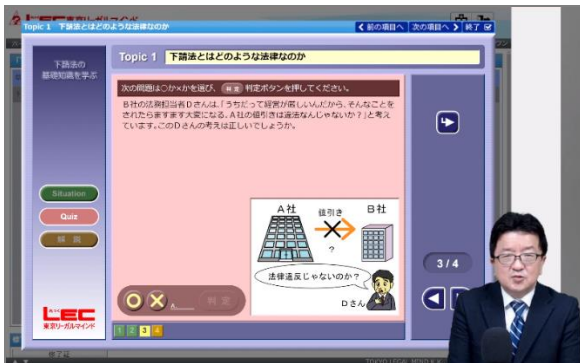 Topic 1 下請法とはどのような法律なのか
前の項目へ 次の項目へ 終了
下請法の
基礎知識を学ぶ
Topic 1 下請法とはどのような法律なのか
次の問題は○か×かを選び、 判定 判定ボタンを押してください。
B社の法務担当者Dさんは、「うちだって経営が厳しいんだから、そんなことを
されたらますます大変になる。A社の値引きは違法なんじゃないか?」と考え
ています。このDさんの考えは正しいでしょうか。
Situation
Quiz
解説
A社 値引き B社
?
法律違反じゃないのか?
Dさん
3/4
A.
判定
1 2 3 4
LEC
東京リーガルマインド
修了証